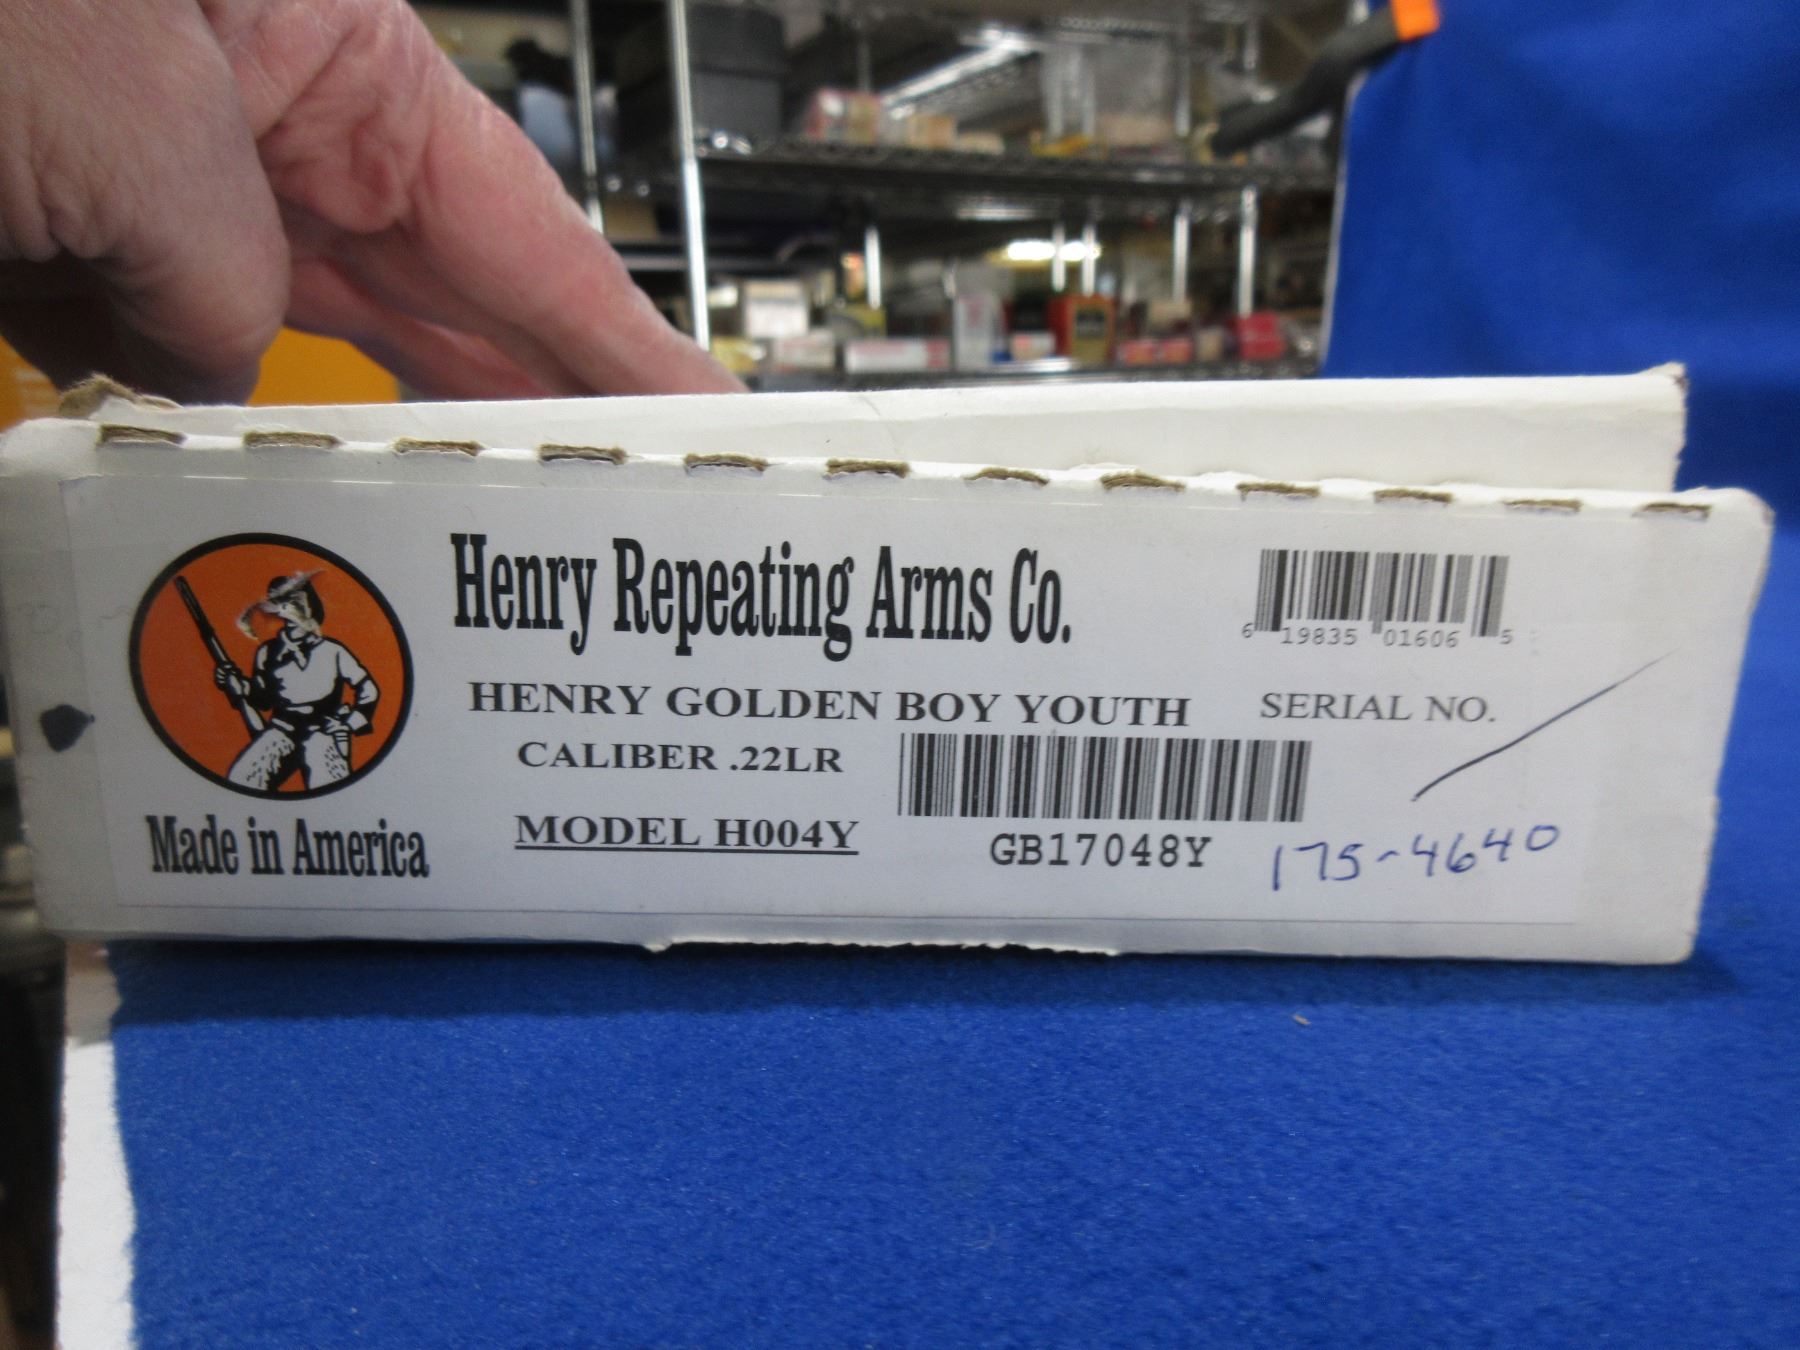 Henry Repeating Arms Co.
6 19835 01606 5
HENRY GOLDEN BOY YOUTH
SERIAL NO.
CALIBER .22LR
MODEL H004Y
GB17048Y
175-4640
Made in America